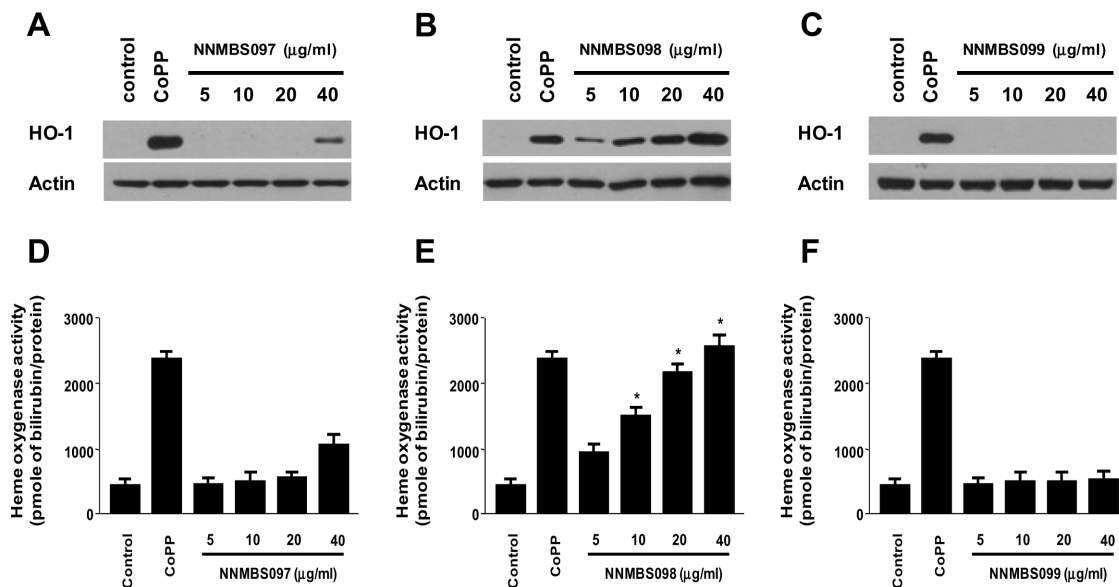 A
control
CoPP
NNMBS097 (µg/ml)
5 10 20 40
HO-1
Actin
B
control
CoPP
NNMBS098 (µg/ml)
5 10 20 40
HO-1
Actin
C
control
CoPP
NNMBS099 (µg/ml)
5 10 20 40
HO-1
Actin
D
Heme oxygenase activity
(pmole of bilirubin/protein)
3000
2000
1000
0
Control
CoPP
5 10 20 40
NNMBS097 (µg/ml)
E
Heme oxygenase activity
(pmole of bilirubin/protein)
3000
2000
1000
0
* * *
Control
CoPP
5 10 20 40
NNMBS098 (µg/ml)
F
Heme oxygenase activity
(pmole of bilirubin/protein)
3000
2000
1000
0
Control
CoPP
5 10 20 40
NNMBS099 (µg/ml)